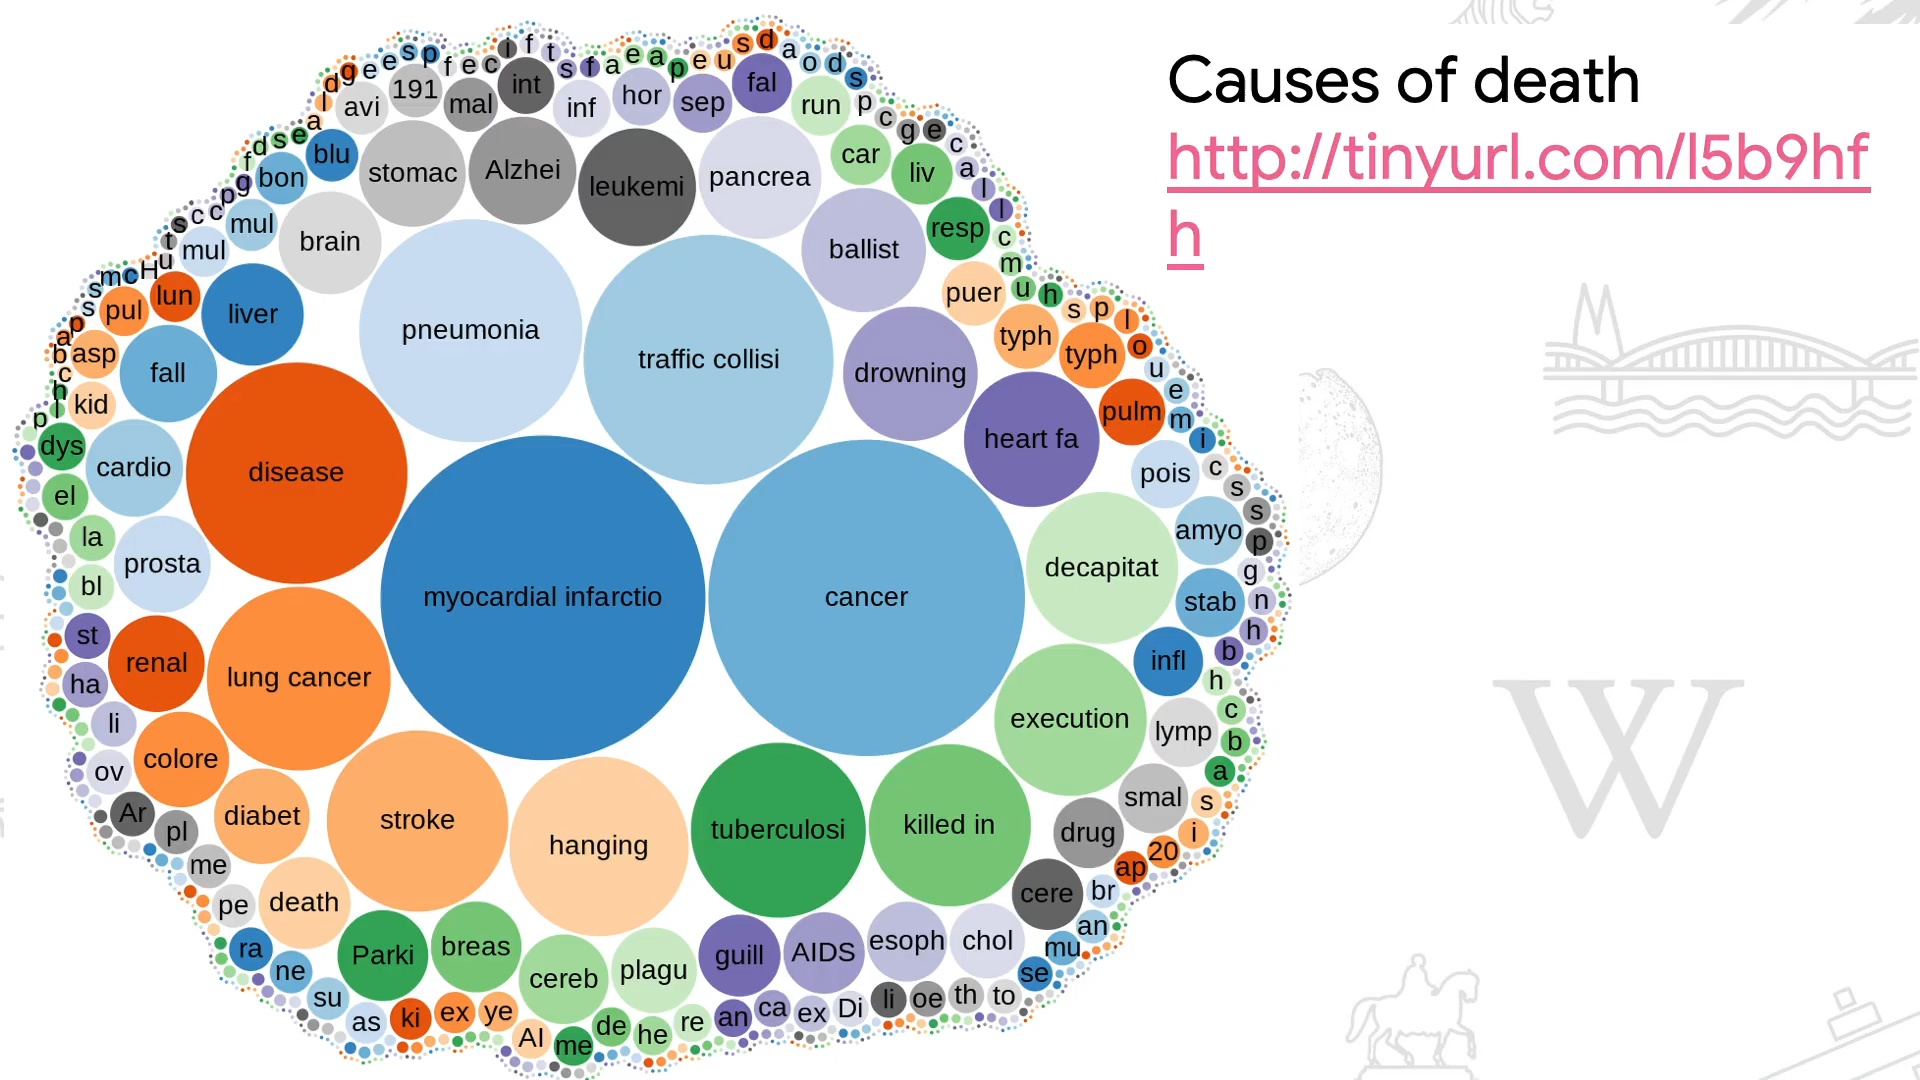 Causes of death
http://tinyurl.com/l5b9hf
h
191
int
hor
sep
fal
run
avi
mal
inf
car
liv
blu
bon
stomac
Alzhei
leukemi
pancrea
mul
brain
ballist
resp
mul
lun
pul
liver
puer
typh
typh
pneumonia
traffic collisi
asp
fall
drowning
kid
pulm
heart fa
dys
cardio
disease
pois
el
amyo
la
prosta
decapitat
bl
myocardial infarctio
cancer
stab
st
renal
lung cancer
infl
ha
li
execution
lymp
ov
colore
smal
Ar
pl
diabet
stroke
hanging
tuberculosi
killed in
drug
20
me
ap
pe
death
cere
br
ra
Parki
breas
cereb
plagu
guill
AIDS
esoph
chol
an
mu
ne
se
su
as
ki
ex
ye
Al
me
de
he
re
an
ca
ex
Di
li
oe
th
to
W